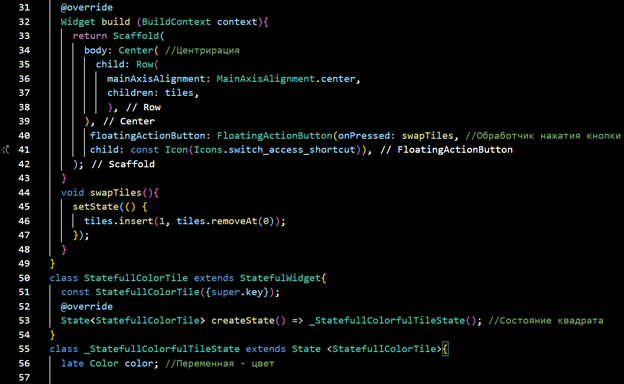 31 @override
32 Widget build (BuildContext context){
33 return Scaffold(
34 body: Center( //Центрирация
35 child: Row(
36 mainAxisAlignment: MainAxisAlignment.center,
37 children: tiles,
38 ), // Row
39 ), // Center
40 floatingActionButton: FloatingActionButton(onPressed: swapTiles, //Обработчик нажатия кнопки
41 child: const Icon(Icons.switch_access_shortcut)), // FloatingActionButton
42 ); // Scaffold
43 }
44 void swapTiles(){
45 setState(() {
46 tiles.insert(1, tiles.removeAt(0));
47 });
48 }
49 }
50 class StatefullColorTile extends StatefulWidget{
51 const StatefullColorTile({super.key});
52 @override
53 State<StatefullColorTile> createState() => _StatefullColorfulTileState(); //Состояние квадрата
54 }
55 class _StatefullColorfulTileState extends State <StatefullColorTile>{
56 late Color color; //Переменная - цвет
57